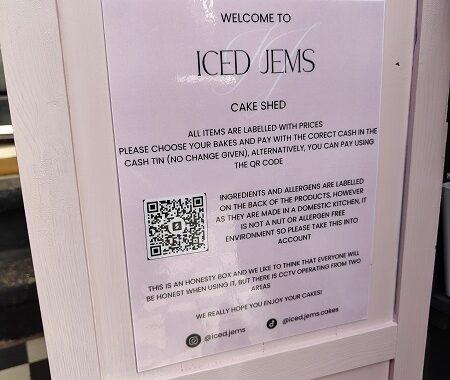 WELCOME TO
ICED JEMS
CAKE SHED
ALL ITEMS ARE LABELLED WITH PRICES
PLEASE CHOOSE YOUR BAKES AND PAY WITH THE CORECT CASH IN THE
CASH TIN (NO CHANGE GIVEN), ALTERNATIVELY, YOU CAN PAY USING
THE QR CODE
INGREDIENTS AND ALLERGENS ARE LABELLED
ON THE BACK OF THE PRODUCTS, HOWEVER
AS THEY ARE MADE IN A DOMESTIC KITCHEN, IT
IS NOT A NUT OR ALLERGEN FREE
ENVIRONMENT SO PLEASE TAKE THIS INTO
ACCOUNT
THIS IS AN HONESTY BOX AND WE LIKE TO THINK THAT EVERYONE WILL
BE HONEST WHEN USING IT, BUT THERE IS CCTV OPERATING FROM TWO
AREAS
WE REALLY HOPE YOU ENJOY YOUR CAKES!
@iced.jems @iced.jems.cakes